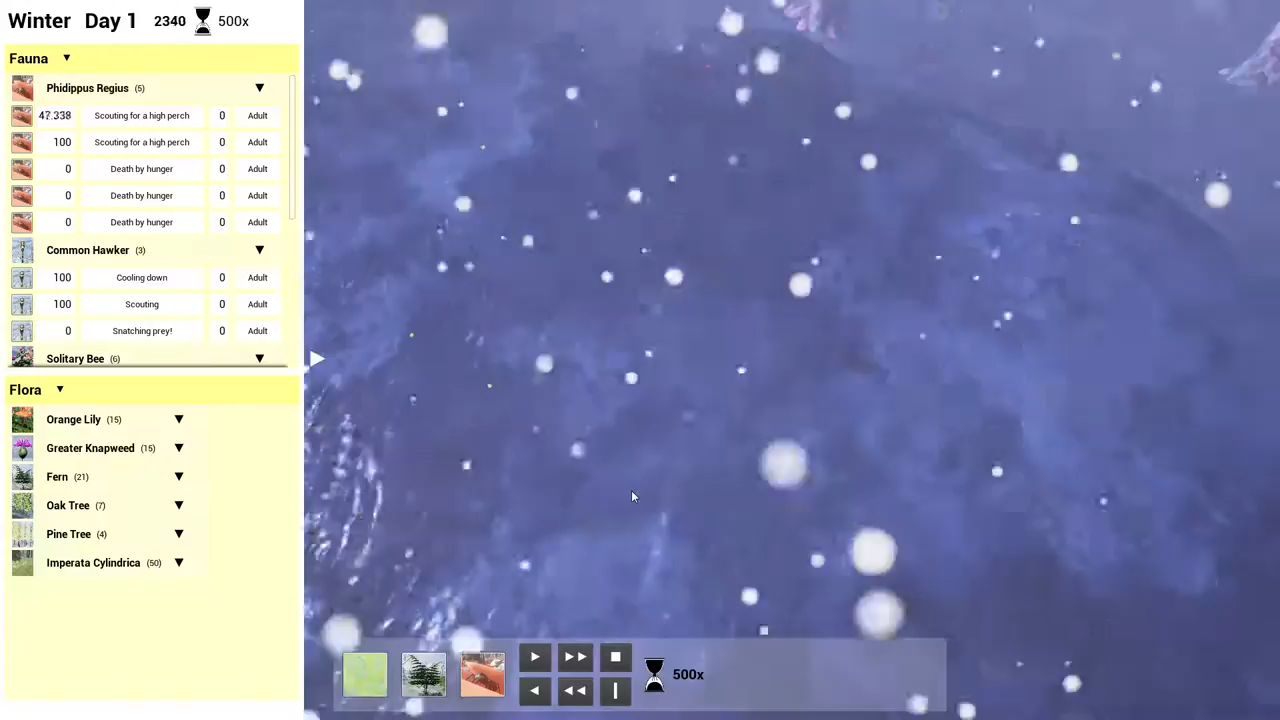 Winter Day 1 2340 500x
Fauna
Phidippus Regius (5)
47.338 Scouting for a high perch 0 Adult
100 Scouting for a high perch 0 Adult
0 Death by hunger 0 Adult
0 Death by hunger 0 Adult
0 Death by hunger 0 Adult
Common Hawker (3)
100 Cooling down 0 Adult
100 Scouting 0 Adult
0 Snatching prey! 0 Adult
Solitary Bee (6)
Flora
Orange Lily (15)
Greater Knapweed (15)
Fern (21)
Oak Tree (7)
Pine Tree (4)
Imperata Cylindrica (50)
500x